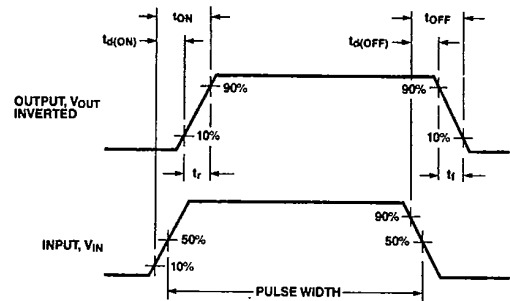 tON
tOFF
td(ON)
td(OFF)
OUTPUT, VOUT
INVERTED
90%
90%
10%
10%
tr
tf
INPUT, VIN
90%
50%
50%
10%
PULSE WIDTH